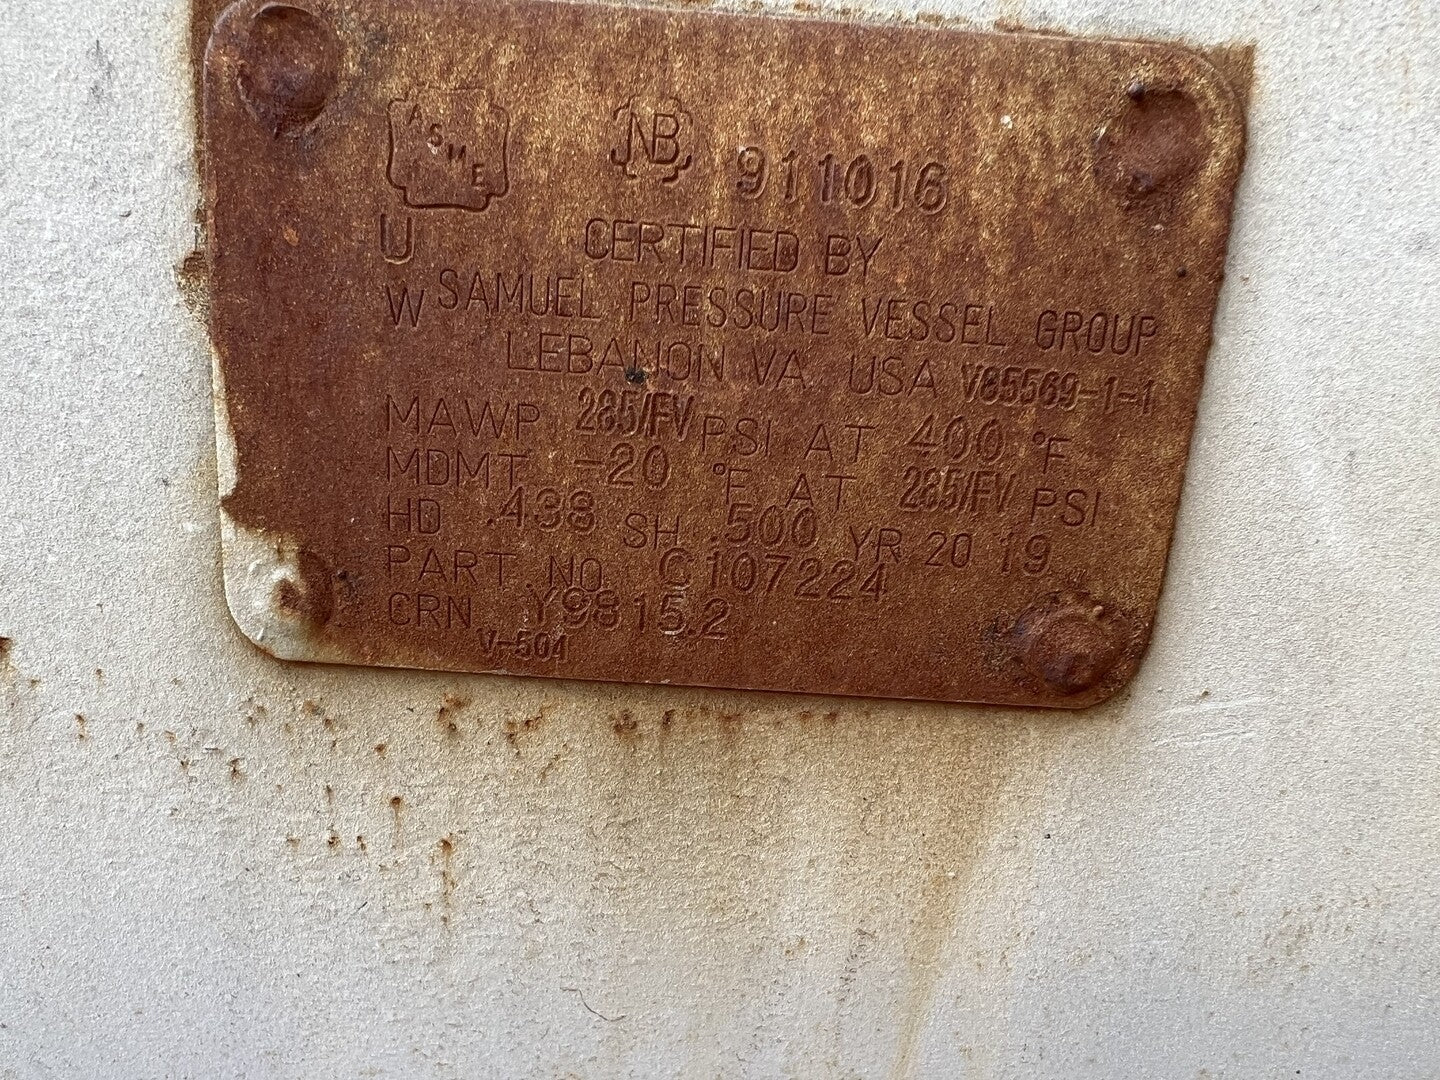 ASME NB 911016
U CERTIFIED BY
W SAMUEL PRESSURE VESSEL GROUP
LEBANON VA USA V85569-1-1
MAWP 285/FV PSI AT 400 °F
MDMT -20 °F AT 285/FV PSI
HD .438 SH .500 YR 2019
PART NO. C107224
CRN Y9815.2
V-504